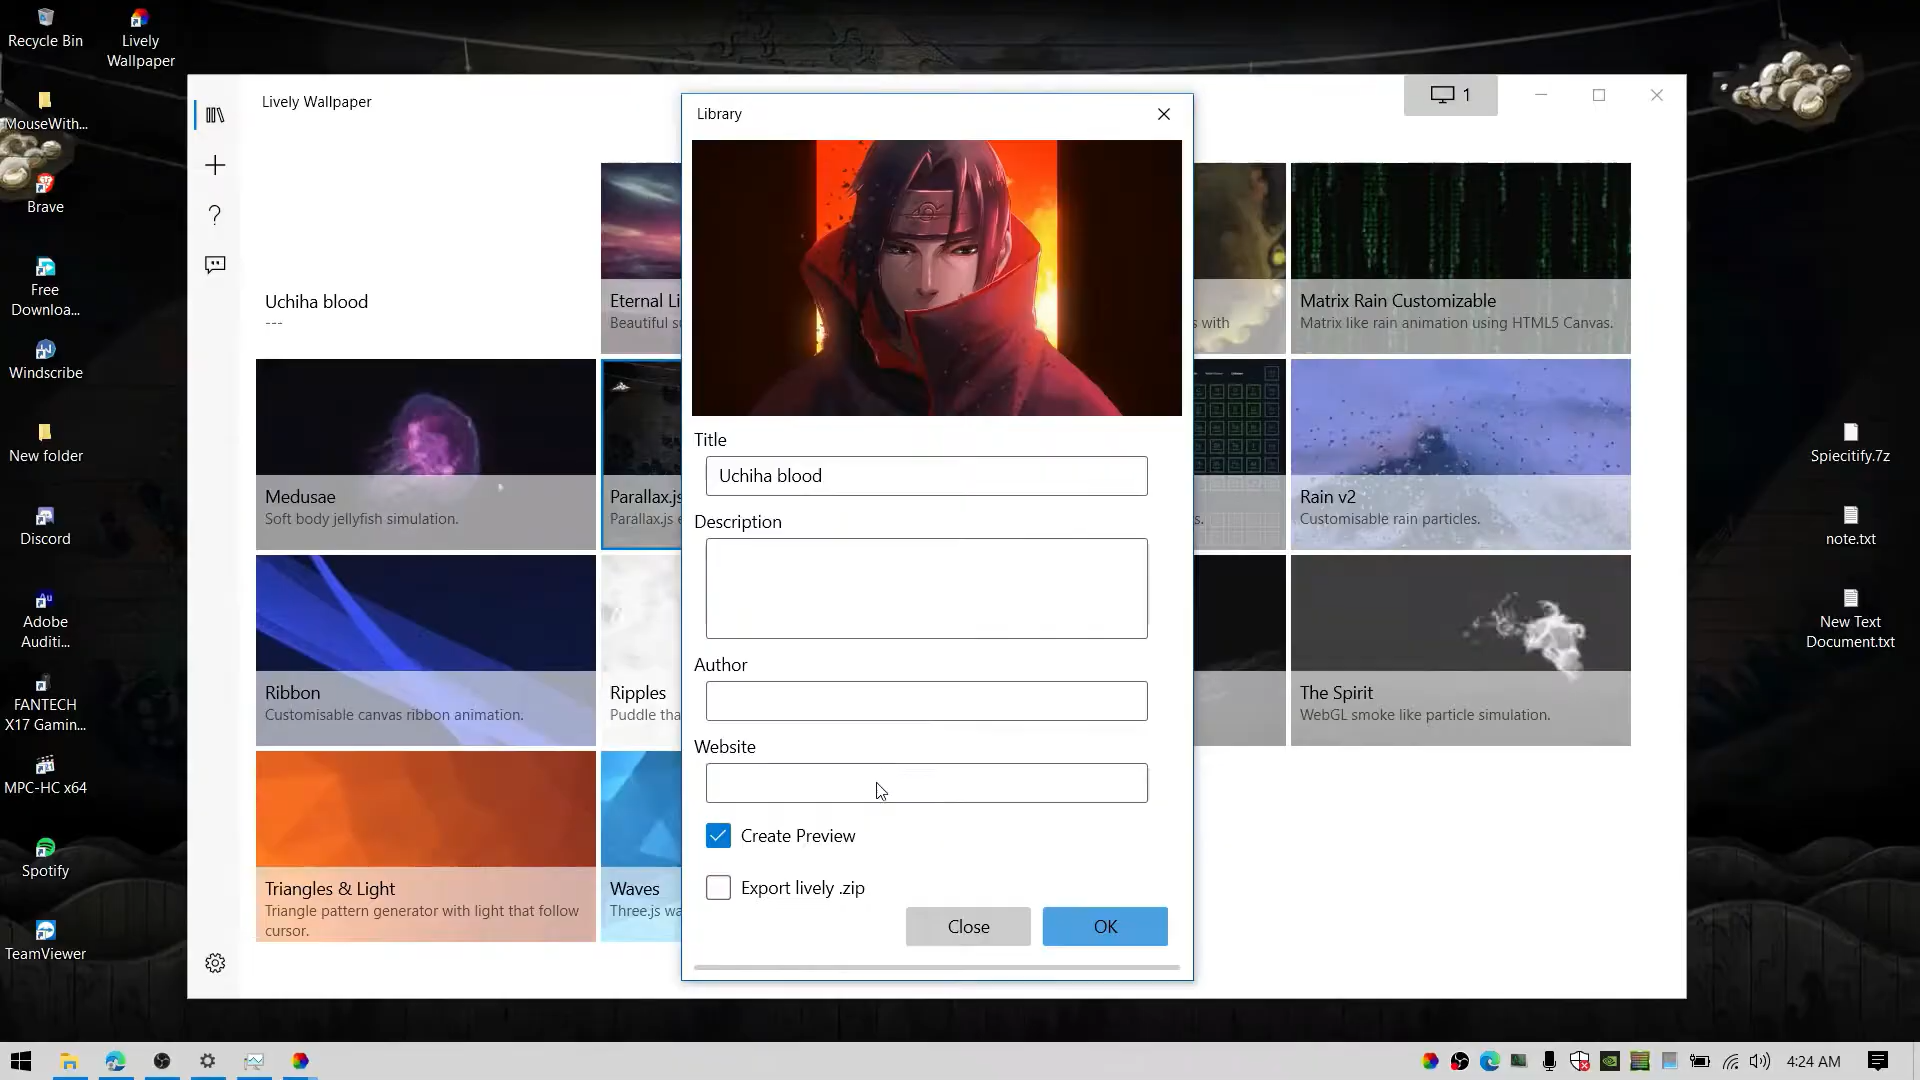 Recycle Bin
Lively
Wallpaper
MouseWith...
Brave
Free
Downloa...
Windscribe
New folder
Discord
Adobe
Auditi...
FANTECH
X17 Gamin...
MPC-HC x64
Spotify
TeamViewer
Lively Wallpaper
1
Uchiha blood
---
Eternal Li
Beautiful
s with
Matrix Rain Customizable
Matrix like rain animation using HTML5 Canvas.
Medusae
Soft body jellyfish simulation.
Parallax.js
Parallax.js
s.
Rain v2
Customisable rain particles.
Ribbon
Customisable canvas ribbon animation.
Ripples
Puddle tha
The Spirit
WebGL smoke like particle simulation.
Triangles & Light
Triangle pattern generator with light that follow
cursor.
Waves
Three.js wa
Library
Title
Uchiha blood
Description
Author
Website
Create Preview
Export lively .zip
Close
OK
Spiecitify.7z
note.txt
New Text
Document.txt
4:24 AM